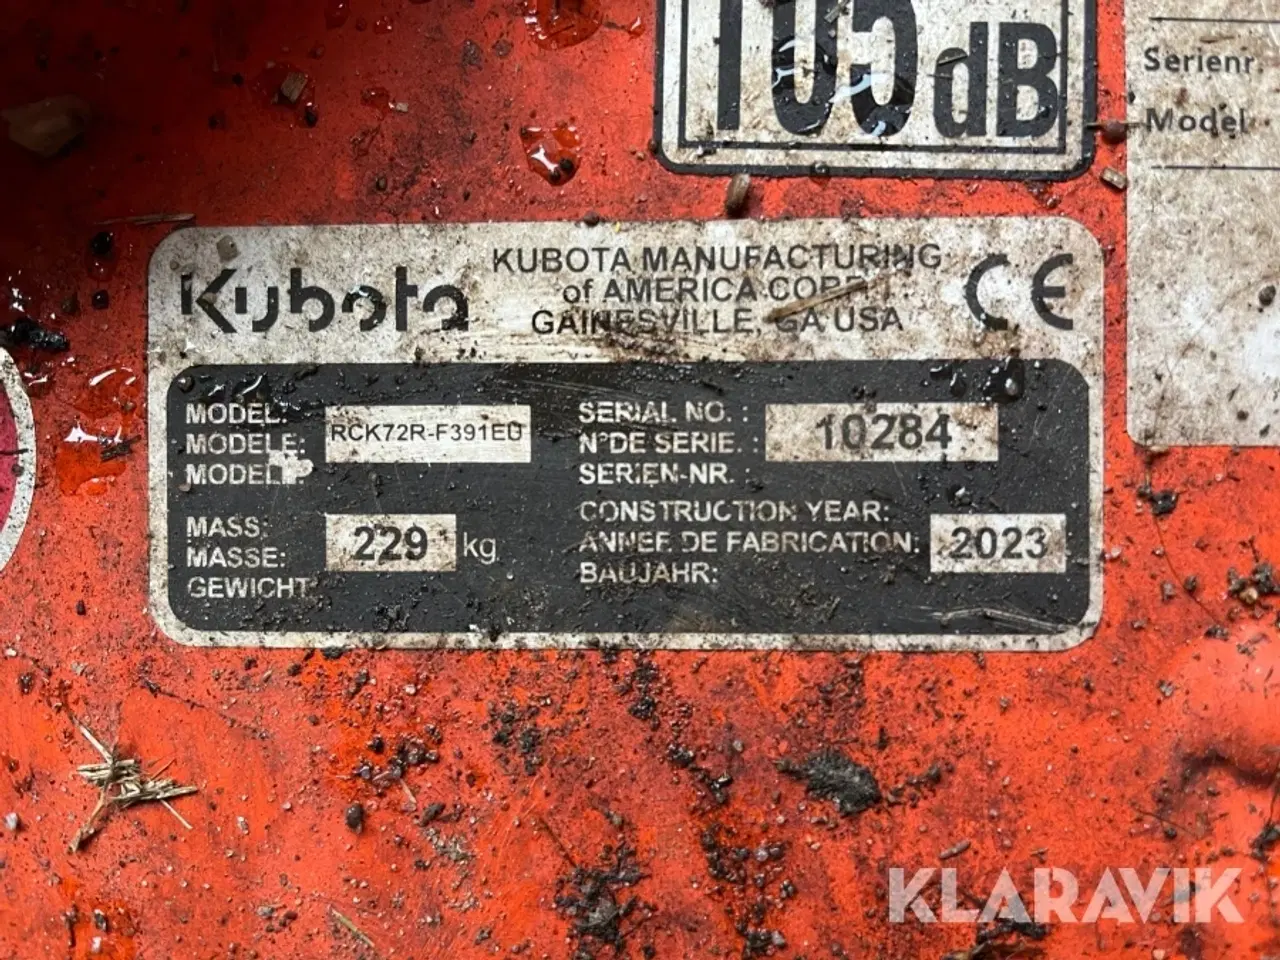 105 dB
Serienr.
Model
Kubota
KUBOTA MANUFACTURING
of AMERICA CORP.
GAINESVILLE, GA USA
CE
MODEL:
MODELE:
MODELL:
RCK72R-F391EU
SERIAL NO. :
N°DE SERIE. :
SERIEN-NR. :
10284
MASS:
MASSE:
GEWICHT:
229 kg
CONSTRUCTION YEAR:
ANNEE DE FABRICATION:
BAUJAHR:
2023
KLARAVIK